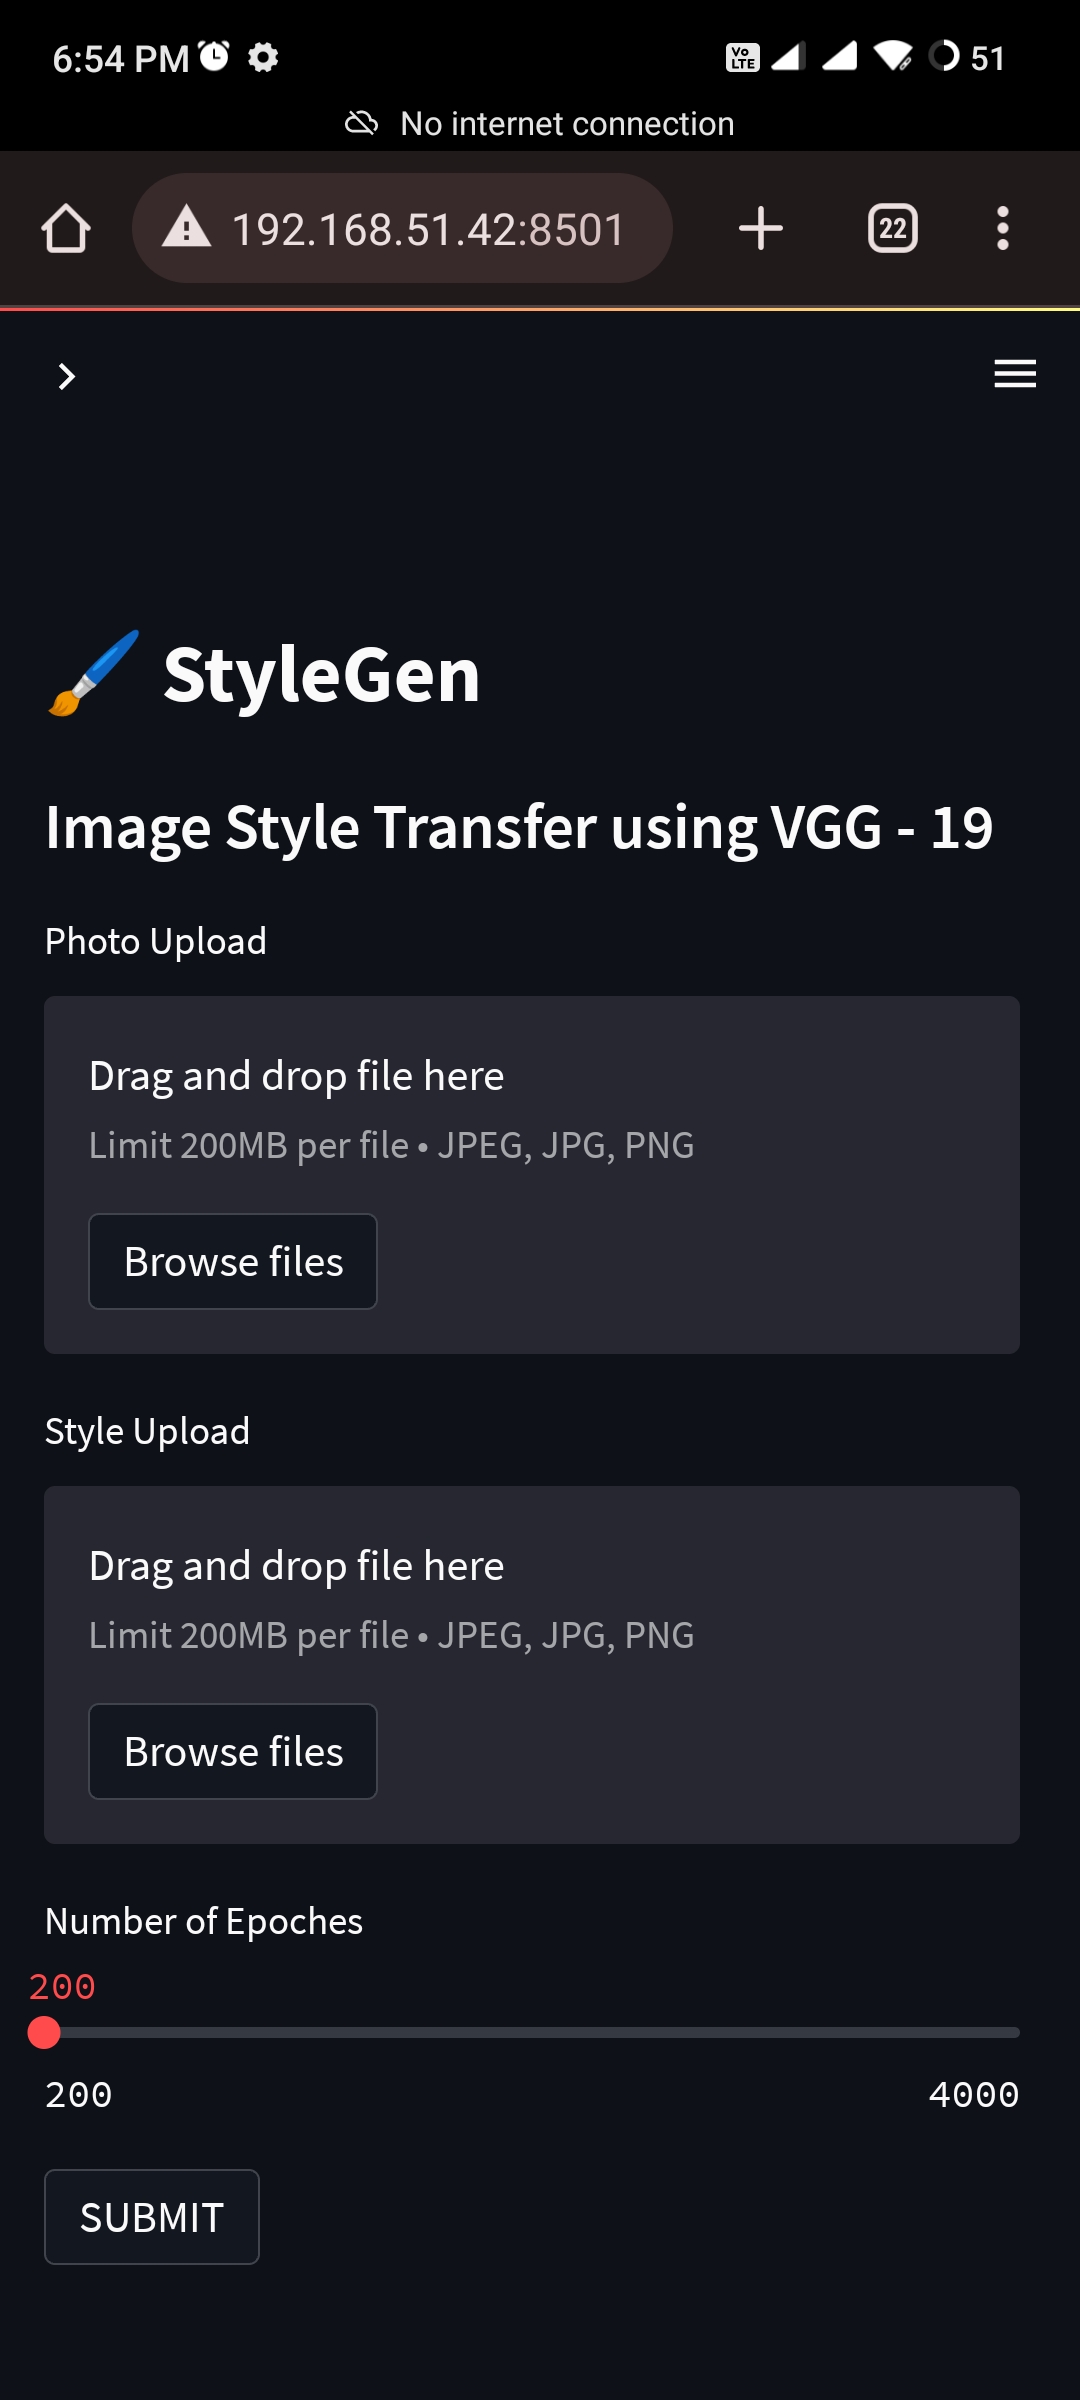 6:54 PM
Vo LTE
51
No internet connection
192.168.51.42:8501
22
StyleGen
Image Style Transfer using VGG - 19
Photo Upload
Drag and drop file here
Limit 200MB per file • JPEG, JPG, PNG
Browse files
Style Upload
Drag and drop file here
Limit 200MB per file • JPEG, JPG, PNG
Browse files
Number of Epoches
200
200
4000
SUBMIT